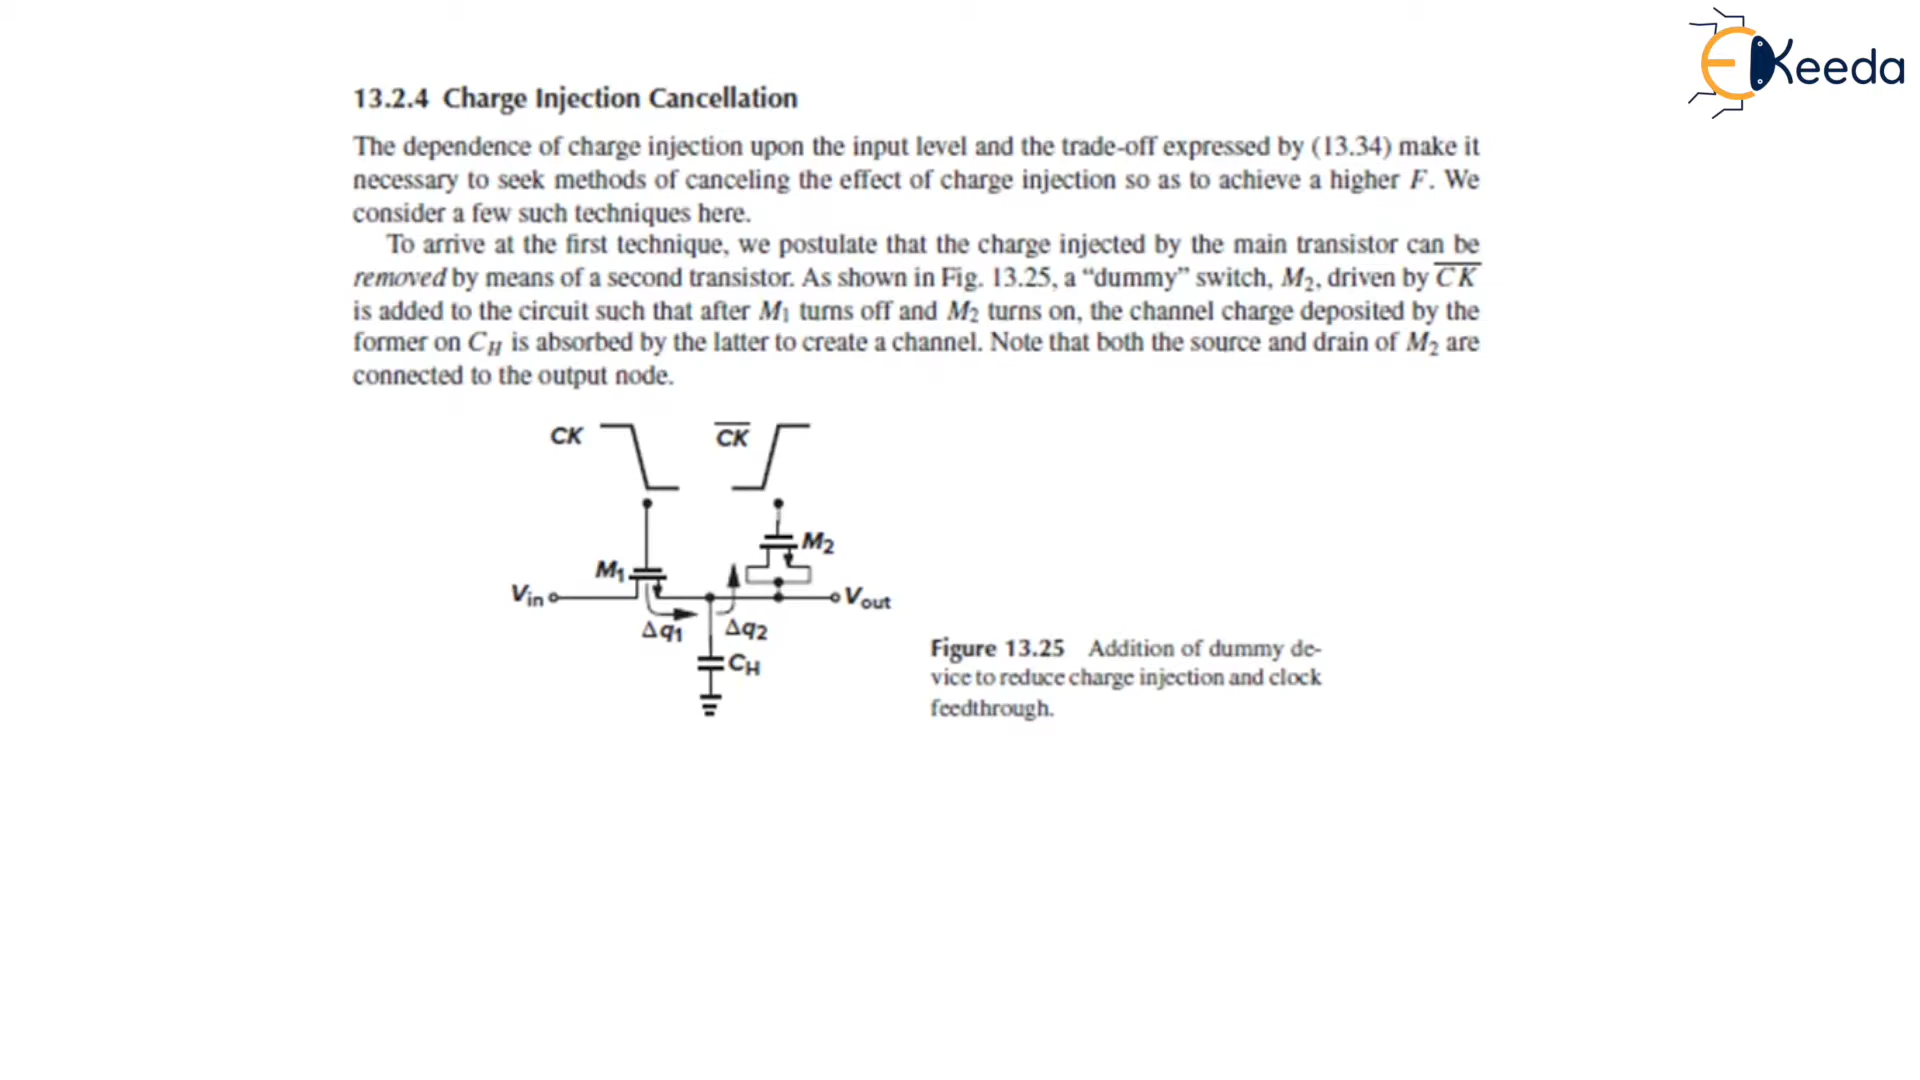 EKeeda
13.2.4 Charge Injection Cancellation
The dependence of charge injection upon the input level and the trade-off expressed by (13.34) make it
necessary to seek methods of canceling the effect of charge injection so as to achieve a higher F. We
consider a few such techniques here.
To arrive at the first technique, we postulate that the charge injected by the main transistor can be
removed by means of a second transistor. As shown in Fig. 13.25, a “dummy” switch, M₂, driven by C̅K̅
is added to the circuit such that after M₁ turns off and M₂ turns on, the channel charge deposited by the
former on C_H is absorbed by the latter to create a channel. Note that both the source and drain of M₂ are
connected to the output node.
CK
C̅K̅
M₂
M₁
Vin
Vout
Δq₁
Δq₂
CH
Figure 13.25 Addition of dummy de-
vice to reduce charge injection and clock
feedthrough.